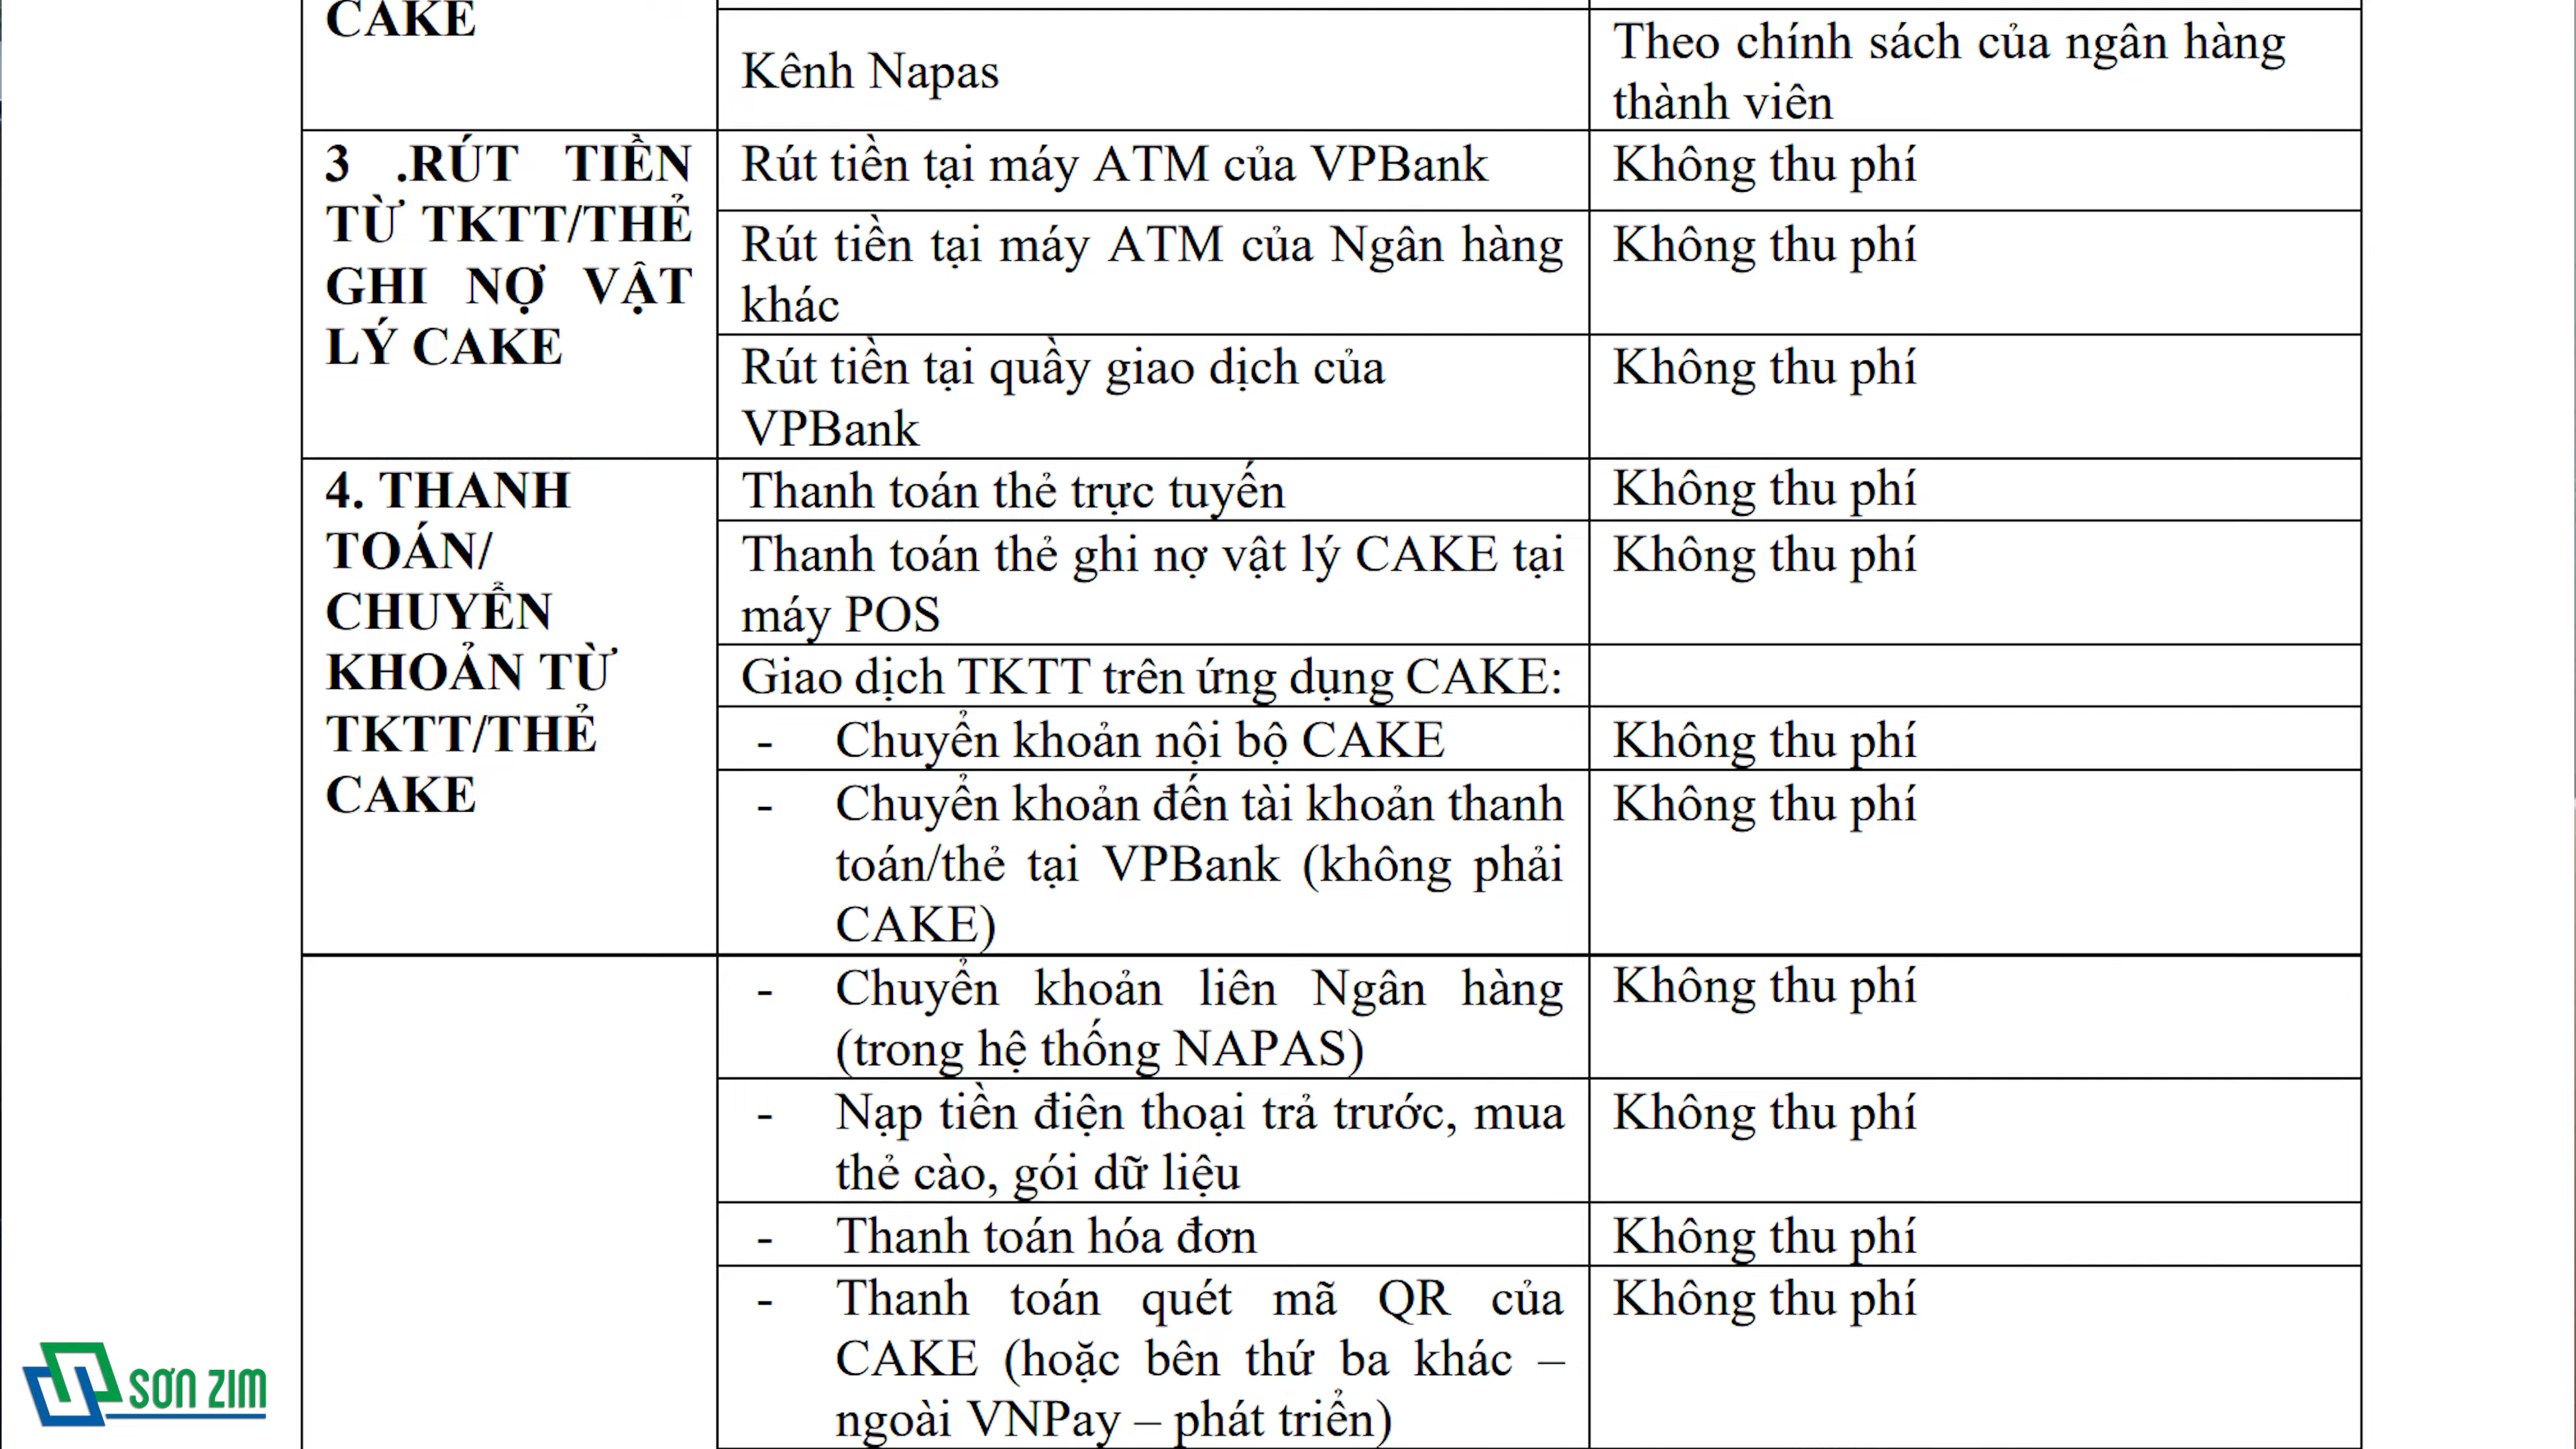 CAKE
Kênh Napas
Theo chính sách của ngân hàng
thành viên
3 .RÚT TIỀN
TỪ TKTT/THẺ
GHI NỢ VẬT
LÝ CAKE
Rút tiền tại máy ATM của VPBank
Không thu phí
Rút tiền tại máy ATM của Ngân hàng
khác
Không thu phí
Rút tiền tại quầy giao dịch của
VPBank
Không thu phí
4. THANH
TOÁN/
CHUYỂN
KHOẢN TỪ
TKTT/THẺ
CAKE
Thanh toán thẻ trực tuyến
Không thu phí
Thanh toán thẻ ghi nợ vật lý CAKE tại
máy POS
Không thu phí
Giao dịch TKTT trên ứng dụng CAKE:
- Chuyển khoản nội bộ CAKE
Không thu phí
- Chuyển khoản đến tài khoản thanh
toán/thẻ tại VPBank (không phải
CAKE)
Không thu phí
- Chuyển khoản liên Ngân hàng
(trong hệ thống NAPAS)
Không thu phí
- Nạp tiền điện thoại trả trước, mua
thẻ cào, gói dữ liệu
Không thu phí
- Thanh toán hóa đơn
Không thu phí
- Thanh toán quét mã QR của
CAKE (hoặc bên thứ ba khác –
ngoài VNPay – phát triển)
Không thu phí
SƠN ZIM